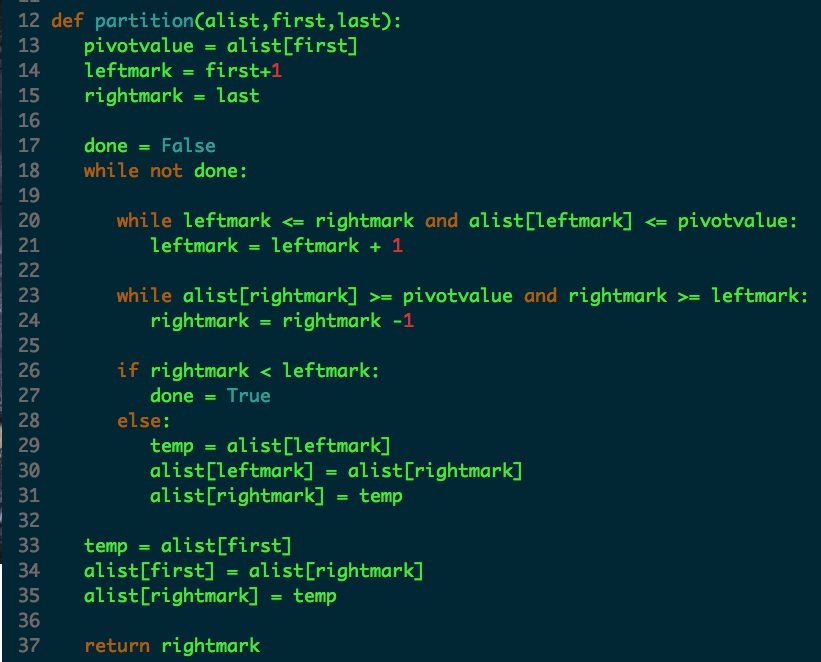 12 def partition(alist,first,last):
13    pivotvalue = alist[first]
14    leftmark = first+1
15    rightmark = last
16
17    done = False
18    while not done:
19
20       while leftmark <= rightmark and alist[leftmark] <= pivotvalue:
21          leftmark = leftmark + 1
22
23       while alist[rightmark] >= pivotvalue and rightmark >= leftmark:
24          rightmark = rightmark -1
25
26       if rightmark < leftmark:
27          done = True
28       else:
29          temp = alist[leftmark]
30          alist[leftmark] = alist[rightmark]
31          alist[rightmark] = temp
32
33    temp = alist[first]
34    alist[first] = alist[rightmark]
35    alist[rightmark] = temp
36
37    return rightmark